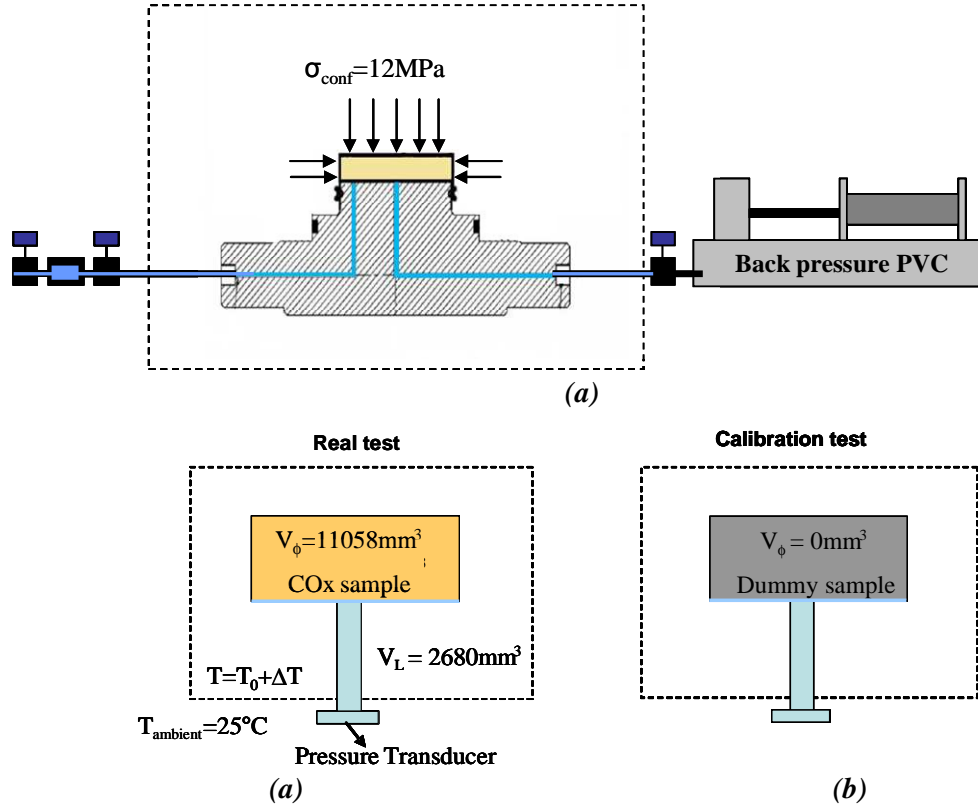 σconf=12MPa
Back pressure PVC
(a)
Real test
Calibration test
Vϕ=11058mm³
COx sample
Vϕ = 0mm³
Dummy sample
VL = 2680mm³
T=T0+ΔT
Tambient=25°C
Pressure Transducer
(a)
(b)